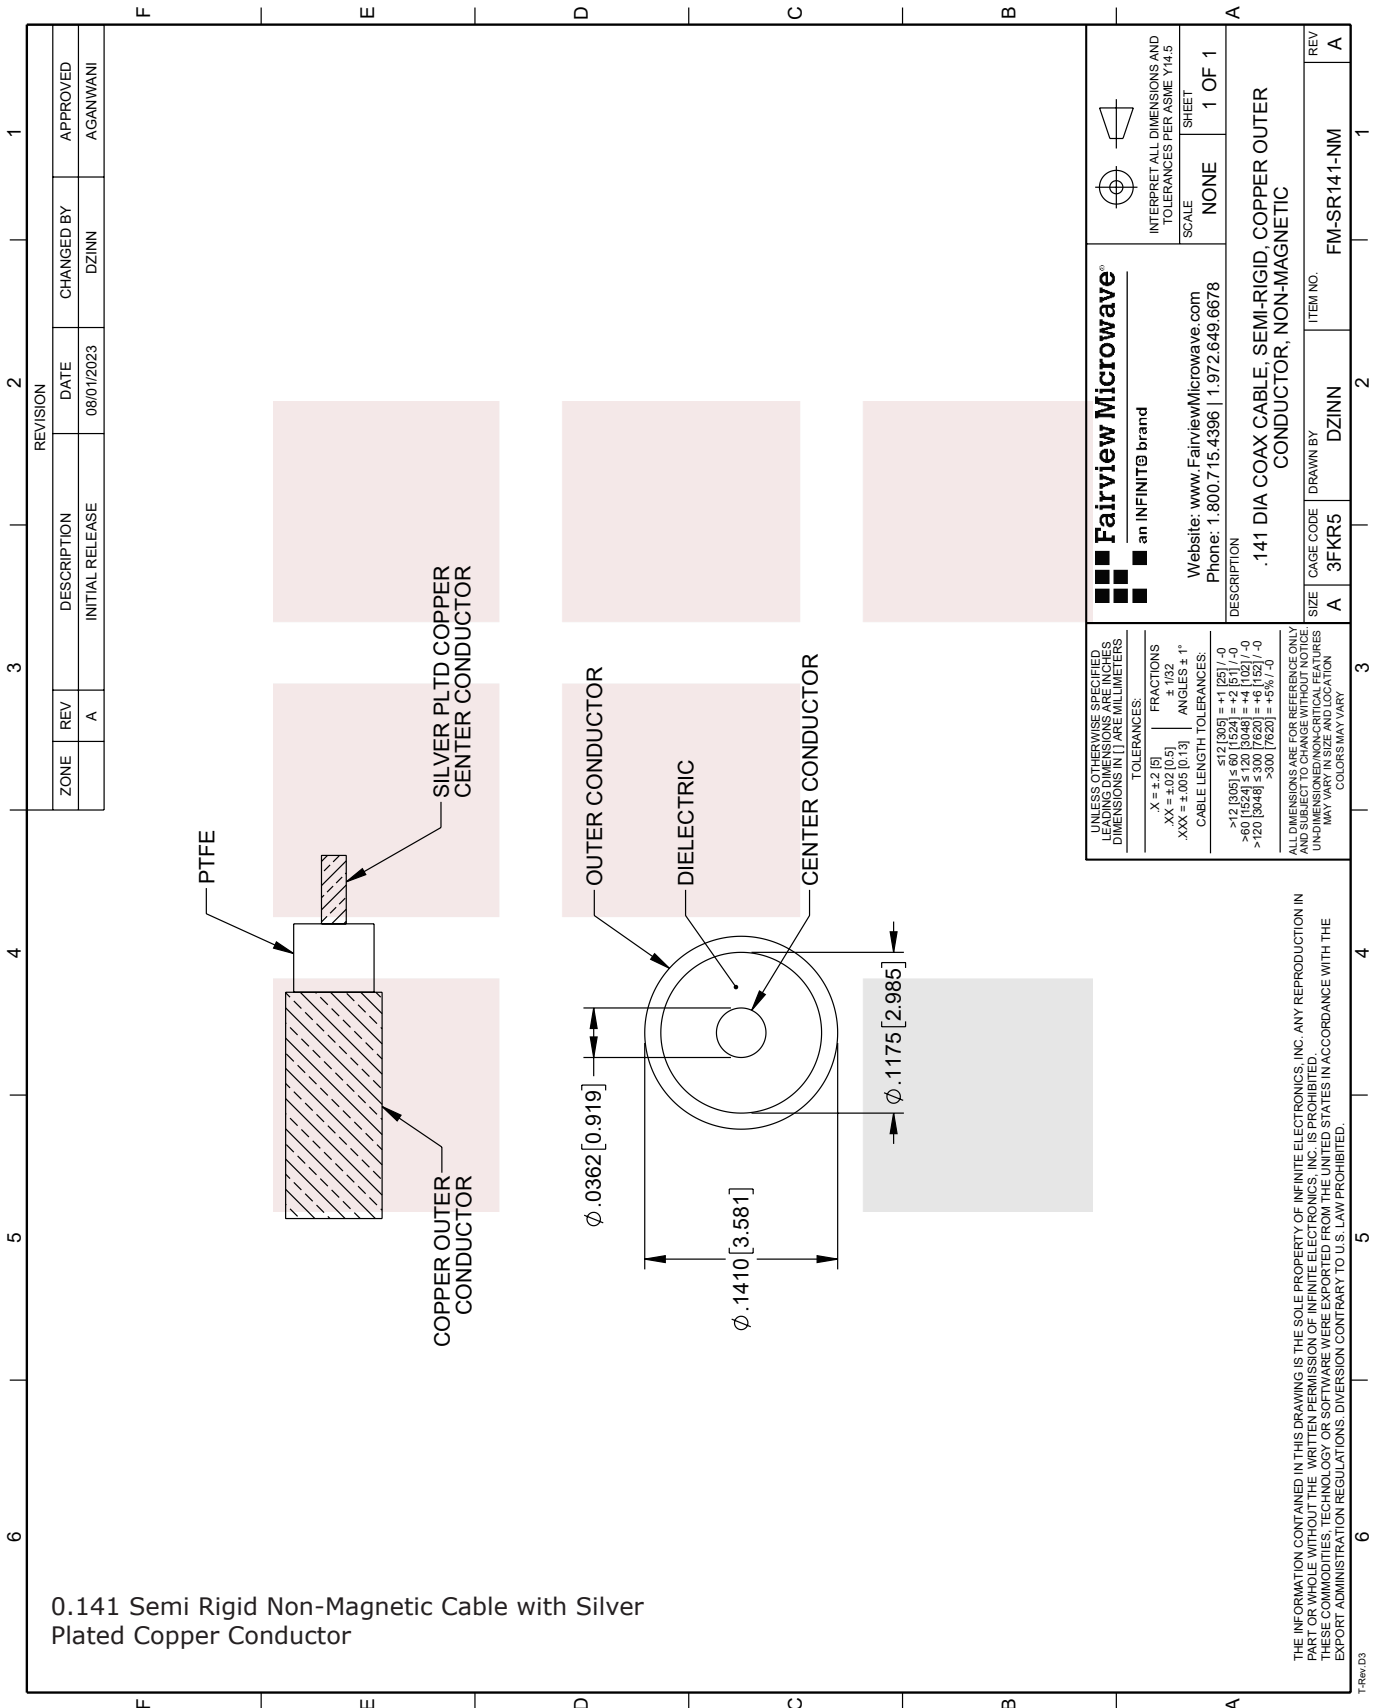 REVISION
ZONE REV DESCRIPTION DATE CHANGED BY APPROVED
A INITIAL RELEASE 08/01/2023 DZINN AGANWANI
6 5 4 3 2 1
F
E
D
C
B
A
PTFE
SILVER PLTD COPPER
CENTER CONDUCTOR
COPPER OUTER
CONDUCTOR
OUTER CONDUCTOR
DIELECTRIC
CENTER CONDUCTOR
Ø.0362[0.919]
Ø.1410[3.581]
Ø.1175[2.985]
UNLESS OTHERWISE SPECIFIED
LEADING DIMENSIONS ARE INCHES
DIMENSIONS IN [ ] ARE MILLIMETERS
TOLERANCES:
.X = ±.2 [5] FRACTIONS
.XX = ±.02 [0.5] ± 1/32
.XXX = ±.005 [0.13] ANGLES ± 1°
CABLE LENGTH TOLERANCES:
≤12 [305] = +1 [25] / -0
>12 [305] ≤ 60 [1524] = +2 [51] / -0
>60 [1524] ≤ 120 [3048] = +4 [102] / -0
>120 [3048] ≤ 300 [7620] = +6 [152] / -0
>300 [7620] = +5% / -0
ALL DIMENSIONS ARE FOR REFERENCE ONLY
AND SUBJECT TO CHANGE WITHOUT NOTICE.
UN-DIMENSIONED/NON-CRITICAL FEATURES
MAY VARY IN SIZE AND LOCATION
COLORS MAY VARY
Fairview Microwave®
an INFINIT@ brand
Website: www.FairviewMicrowave.com
Phone: 1.800.715.4396 | 1.972.649.6678
INTERPRET ALL DIMENSIONS AND
TOLERANCES PER ASME Y14.5
SCALE SHEET
NONE 1 OF 1
DESCRIPTION
.141 DIA COAX CABLE, SEMI-RIGID, COPPER OUTER
CONDUCTOR, NON-MAGNETIC
SIZE CAGE CODE DRAWN BY ITEM NO. REV
A 3FKR5 DZINN FM-SR141-NM A
THE INFORMATION CONTAINED IN THIS DRAWING IS THE SOLE PROPERTY OF INFINITE ELECTRONICS, INC. ANY REPRODUCTION IN
PART OR WHOLE WITHOUT THE WRITTEN PERMISSION OF INFINITE ELECTRONICS, INC. IS PROHIBITED.
THESE COMMODITIES, TECHNOLOGY OR SOFTWARE WERE EXPORTED FROM THE UNITED STATES IN ACCORDANCE WITH THE
EXPORT ADMINISTRATION REGULATIONS. DIVERSION CONTRARY TO U.S. LAW PROHIBITED.
6 5 4 3 2 1
F
E
D
C
B
A
T-Rev.D3
0.141 Semi Rigid Non-Magnetic Cable with Silver
Plated Copper Conductor